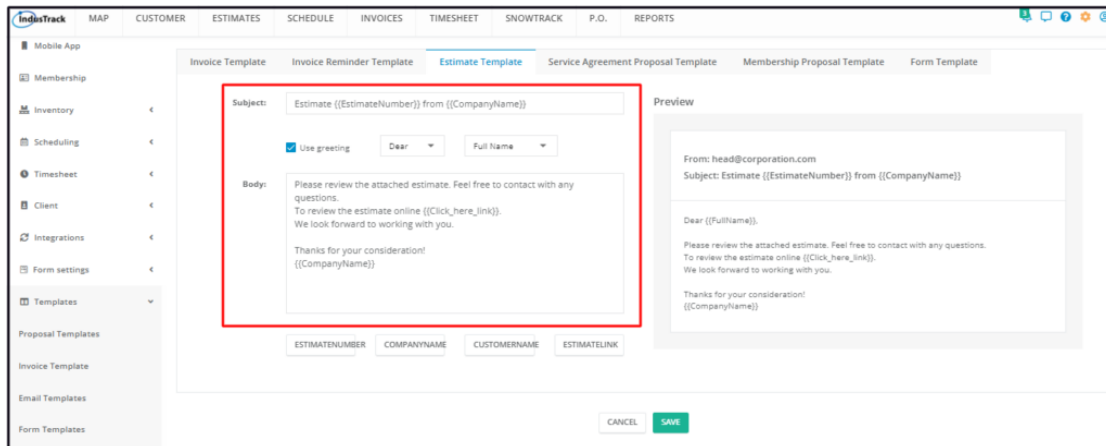 IndusTrack MAP CUSTOMER ESTIMATES SCHEDULE INVOICES TIMESHEET SNOWTRACK P.O. REPORTS 3
Mobile App
Membership
Inventory
Scheduling
Timesheet
Client
Integrations
Form settings
Templates
Proposal Templates
Invoice Template
Email Templates
Form Templates
Invoice Template Invoice Reminder Template Estimate Template Service Agreement Proposal Template Membership Proposal Template Form Template
Subject: Estimate {{EstimateNumber}} from {{CompanyName}}
Use greeting Dear Full Name
Body: Please review the attached estimate. Feel free to contact with any
questions.
To review the estimate online {{Click_here_link}}.
We look forward to working with you.
Thanks for your consideration!
{{CompanyName}}
ESTIMATENUMBER COMPANYNAME CUSTOMERNAME ESTIMATELINK
Preview
From: head@corporation.com
Subject: Estimate {{EstimateNumber}} from {{CompanyName}}
Dear {{FullName}},
Please review the attached estimate. Feel free to contact with any questions.
To review the estimate online {{Click_here_link}}.
We look forward to working with you.
Thanks for your consideration!
{{CompanyName}}
CANCEL SAVE